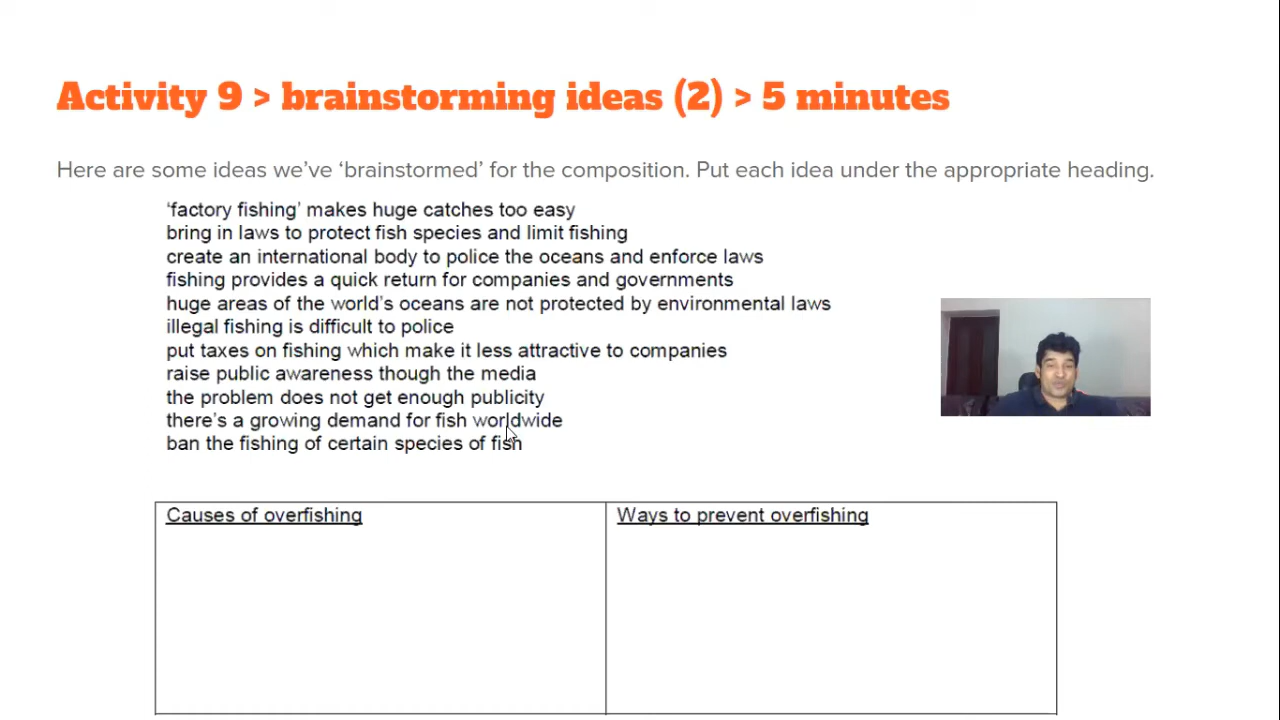 Activity 9 > brainstorming ideas (2) > 5 minutes
Here are some ideas we've 'brainstormed' for the composition. Put each idea under the appropriate heading.
'factory fishing' makes huge catches too easy
bring in laws to protect fish species and limit fishing
create an international body to police the oceans and enforce laws
fishing provides a quick return for companies and governments
huge areas of the world's oceans are not protected by environmental laws
illegal fishing is difficult to police
put taxes on fishing which make it less attractive to companies
raise public awareness though the media
the problem does not get enough publicity
there's a growing demand for fish worldwide
ban the fishing of certain species of fish
Causes of overfishing
Ways to prevent overfishing